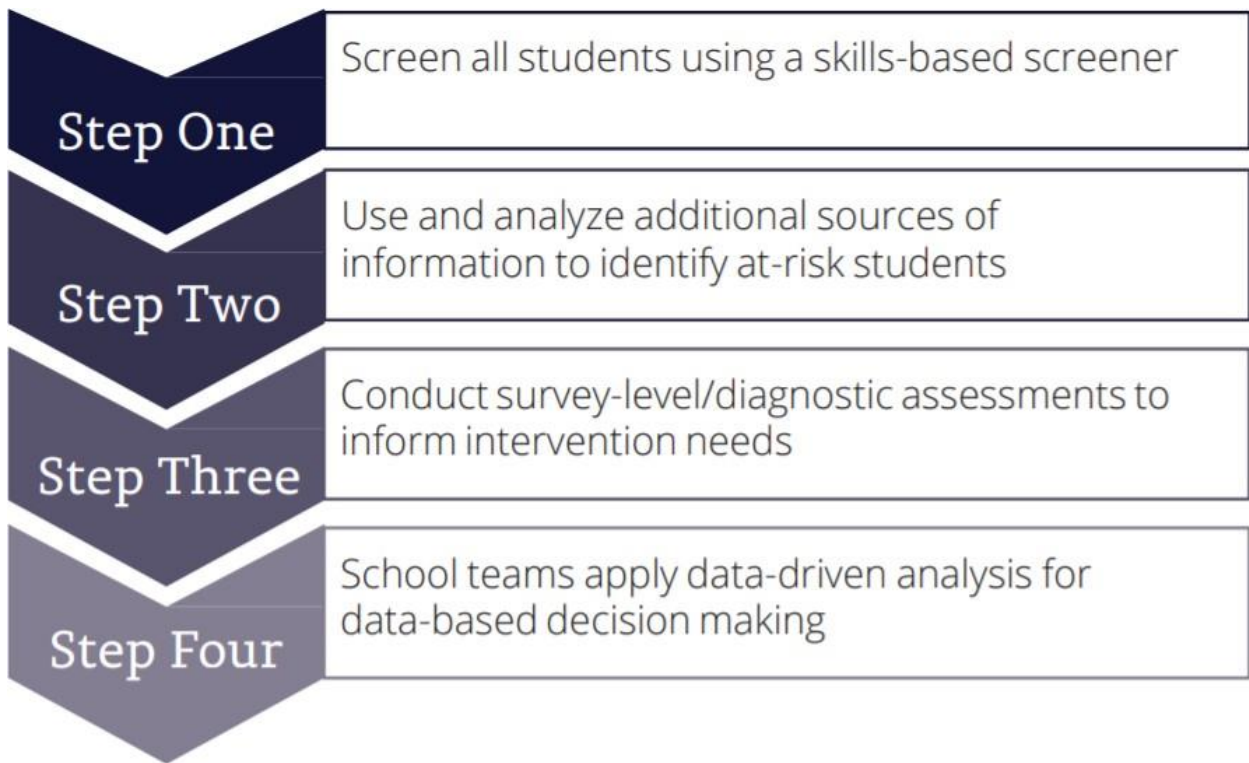 Step One
Screen all students using a skills-based screener
Step Two
Use and analyze additional sources of
information to identify at-risk students
Step Three
Conduct survey-level/diagnostic assessments to
inform intervention needs
Step Four
School teams apply data-driven analysis for
data-based decision making